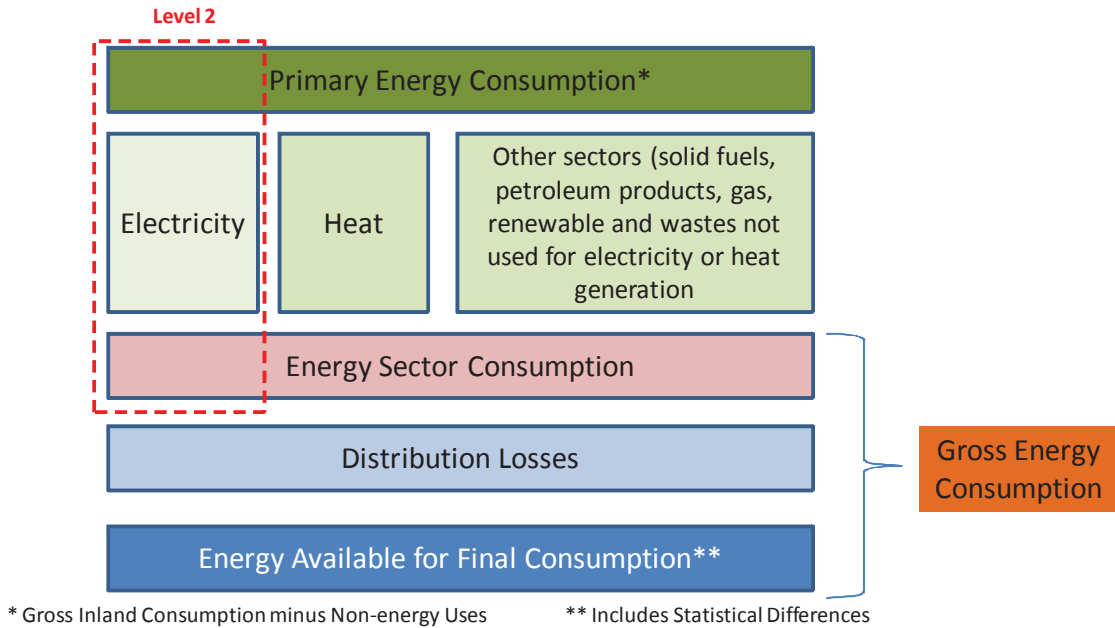 Level 2
Primary Energy Consumption*
Electricity
Heat
Other sectors (solid fuels,
petroleum products, gas,
renewable and wastes not
used for electricity or heat
generation
Energy Sector Consumption
Distribution Losses
Gross Energy
Consumption
Energy Available for Final Consumption**
* Gross Inland Consumption minus Non-energy Uses
** Includes Statistical Differences